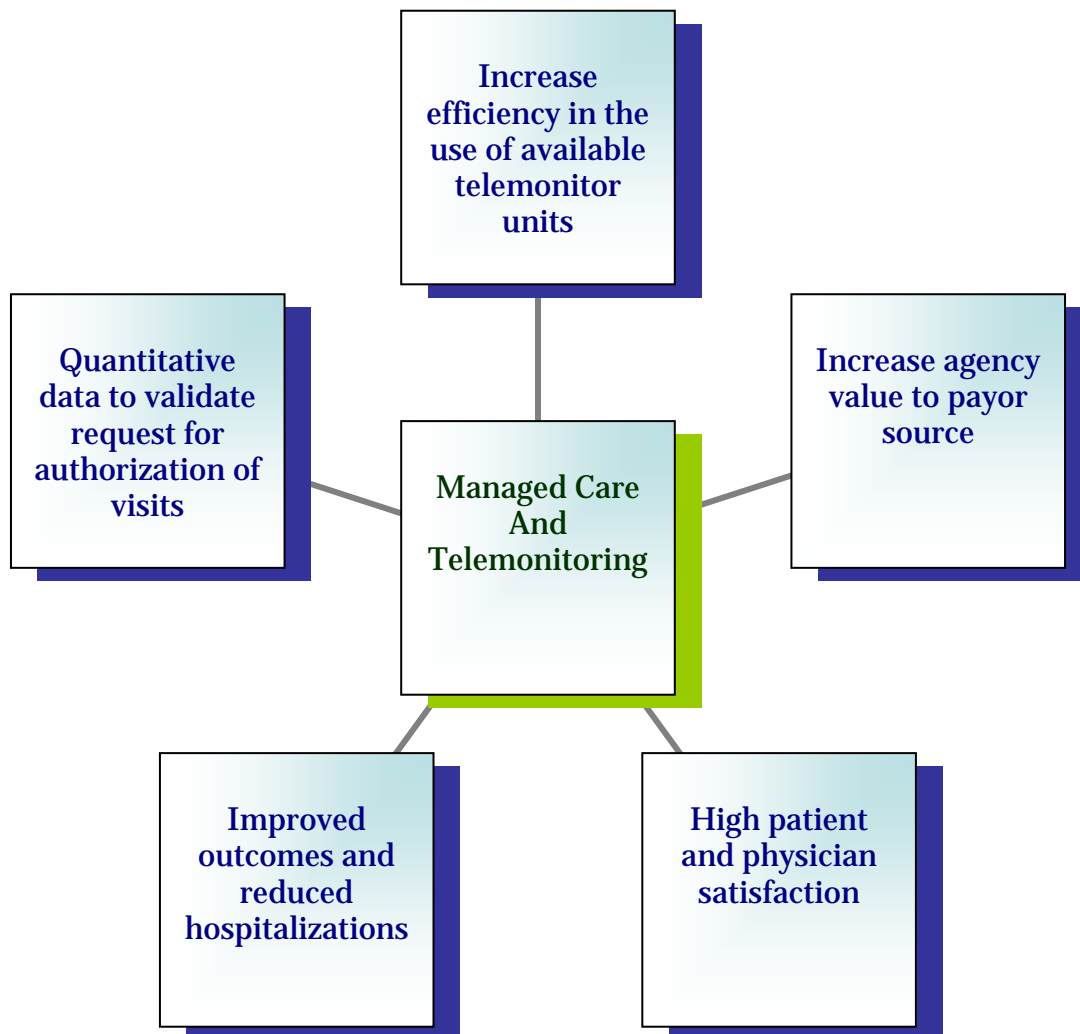 Increase
efficiency in the
use of available
telemonitor
units
Quantitative
data to validate
request for
authorization of
visits
Increase agency
value to payor
source
Managed Care
And
Telemonitoring
Improved
outcomes and
reduced
hospitalizations
High patient
and physician
satisfaction